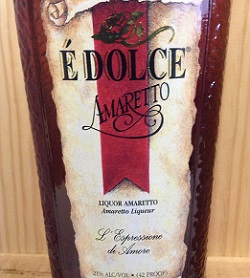 É DOLCE
AMARETTO
LIQUOR AMARETTO
Amaretto Liqueur
L'Espressione
di Amore
21% ALC/VOL • (42 PROOF)